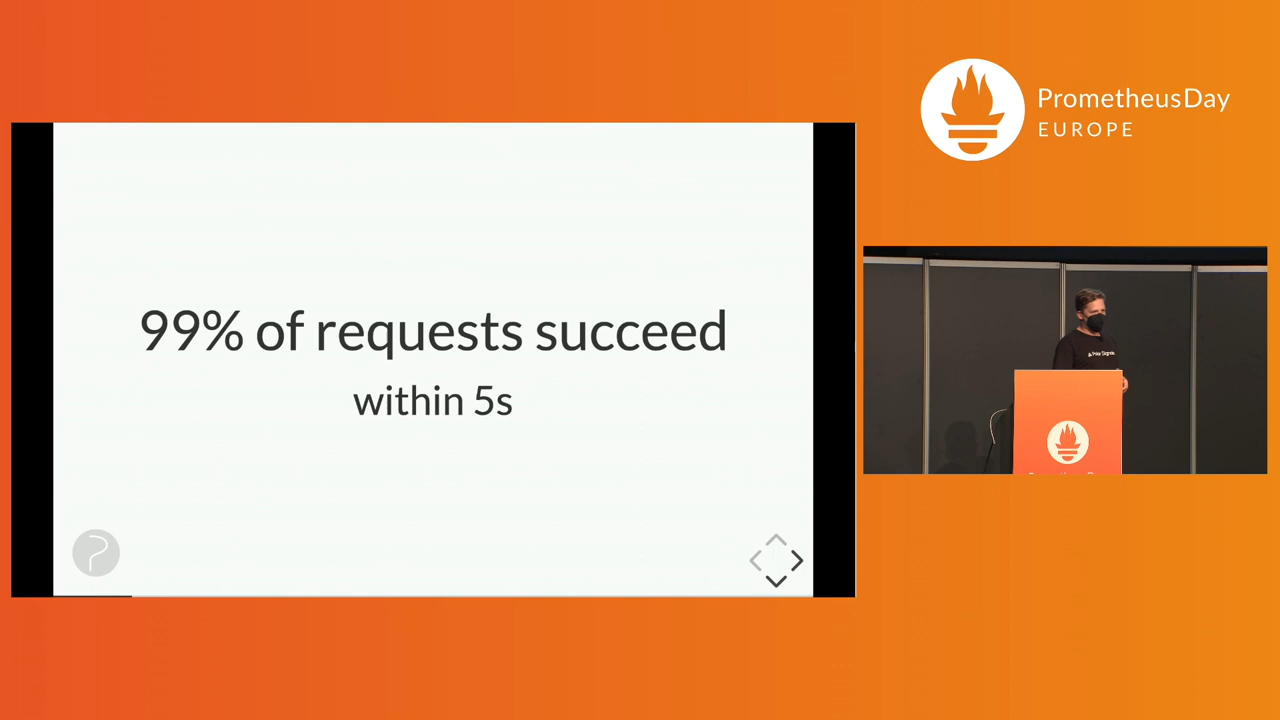 PrometheusDay
EUROPE
99% of requests succeed
within 5s